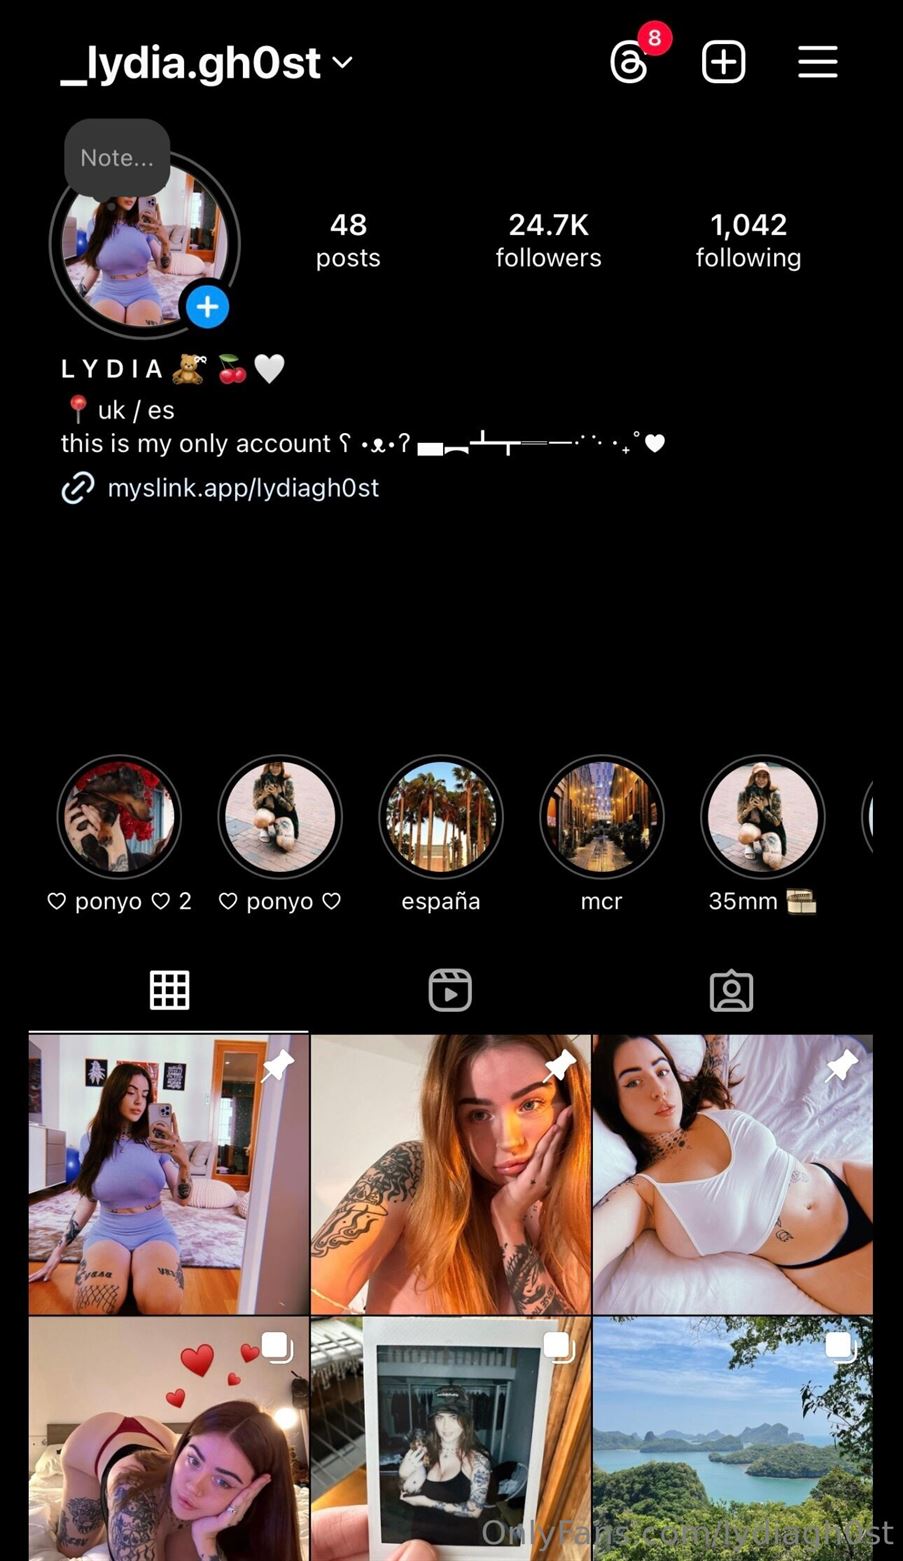 _lydia.gh0st
8
Note...
48 24.7K 1,042
posts followers following
L Y D I A 🧸🍒🤍
📍 uk / es
this is my only account ʕ •ᴥ•ʔ ▄︻┻┳═一∴∵⋅˖˚♥
myslink.app/lydiagh0st
♡ ponyo ♡ 2 ♡ ponyo ♡ españa mcr 35mm 🎞️
OnlyFans.com/lydiagh0st